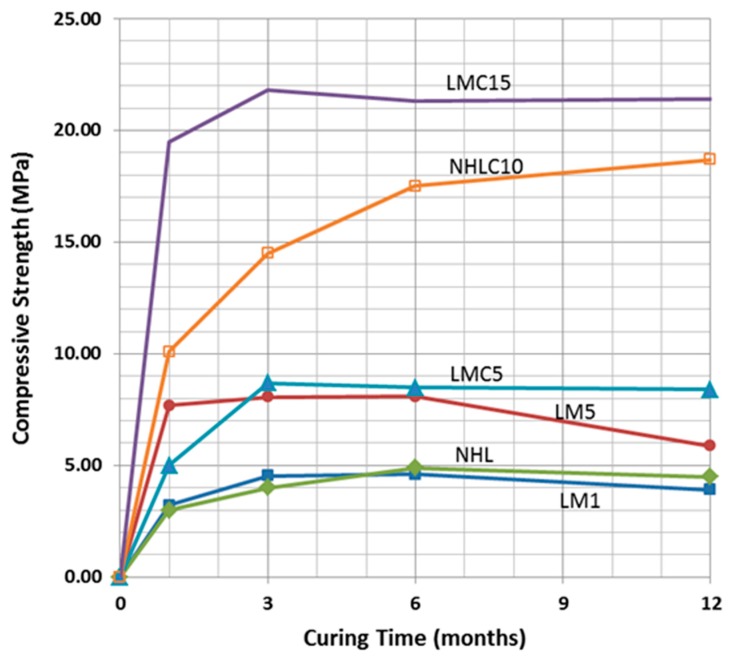 25.00
20.00
15.00
10.00
5.00
0.00
Compressive Strength (MPa)
LMC15
NHLC10
LMC5
LM5
NHL
LM1
0 3 6 9 12
Curing Time (months)